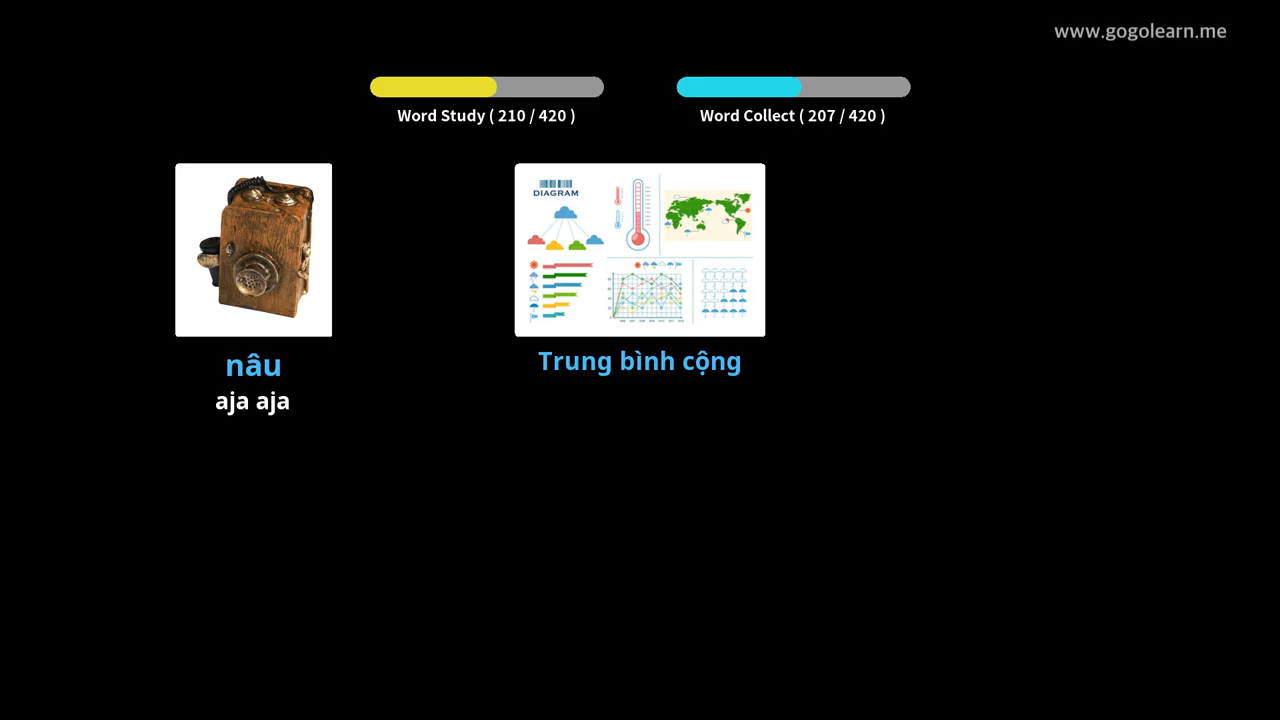 www.gogolearn.me
Word Study ( 210 / 420 )
Word Collect ( 207 / 420 )
DIAGRAM
nâu
aja aja
Trung bình cộng